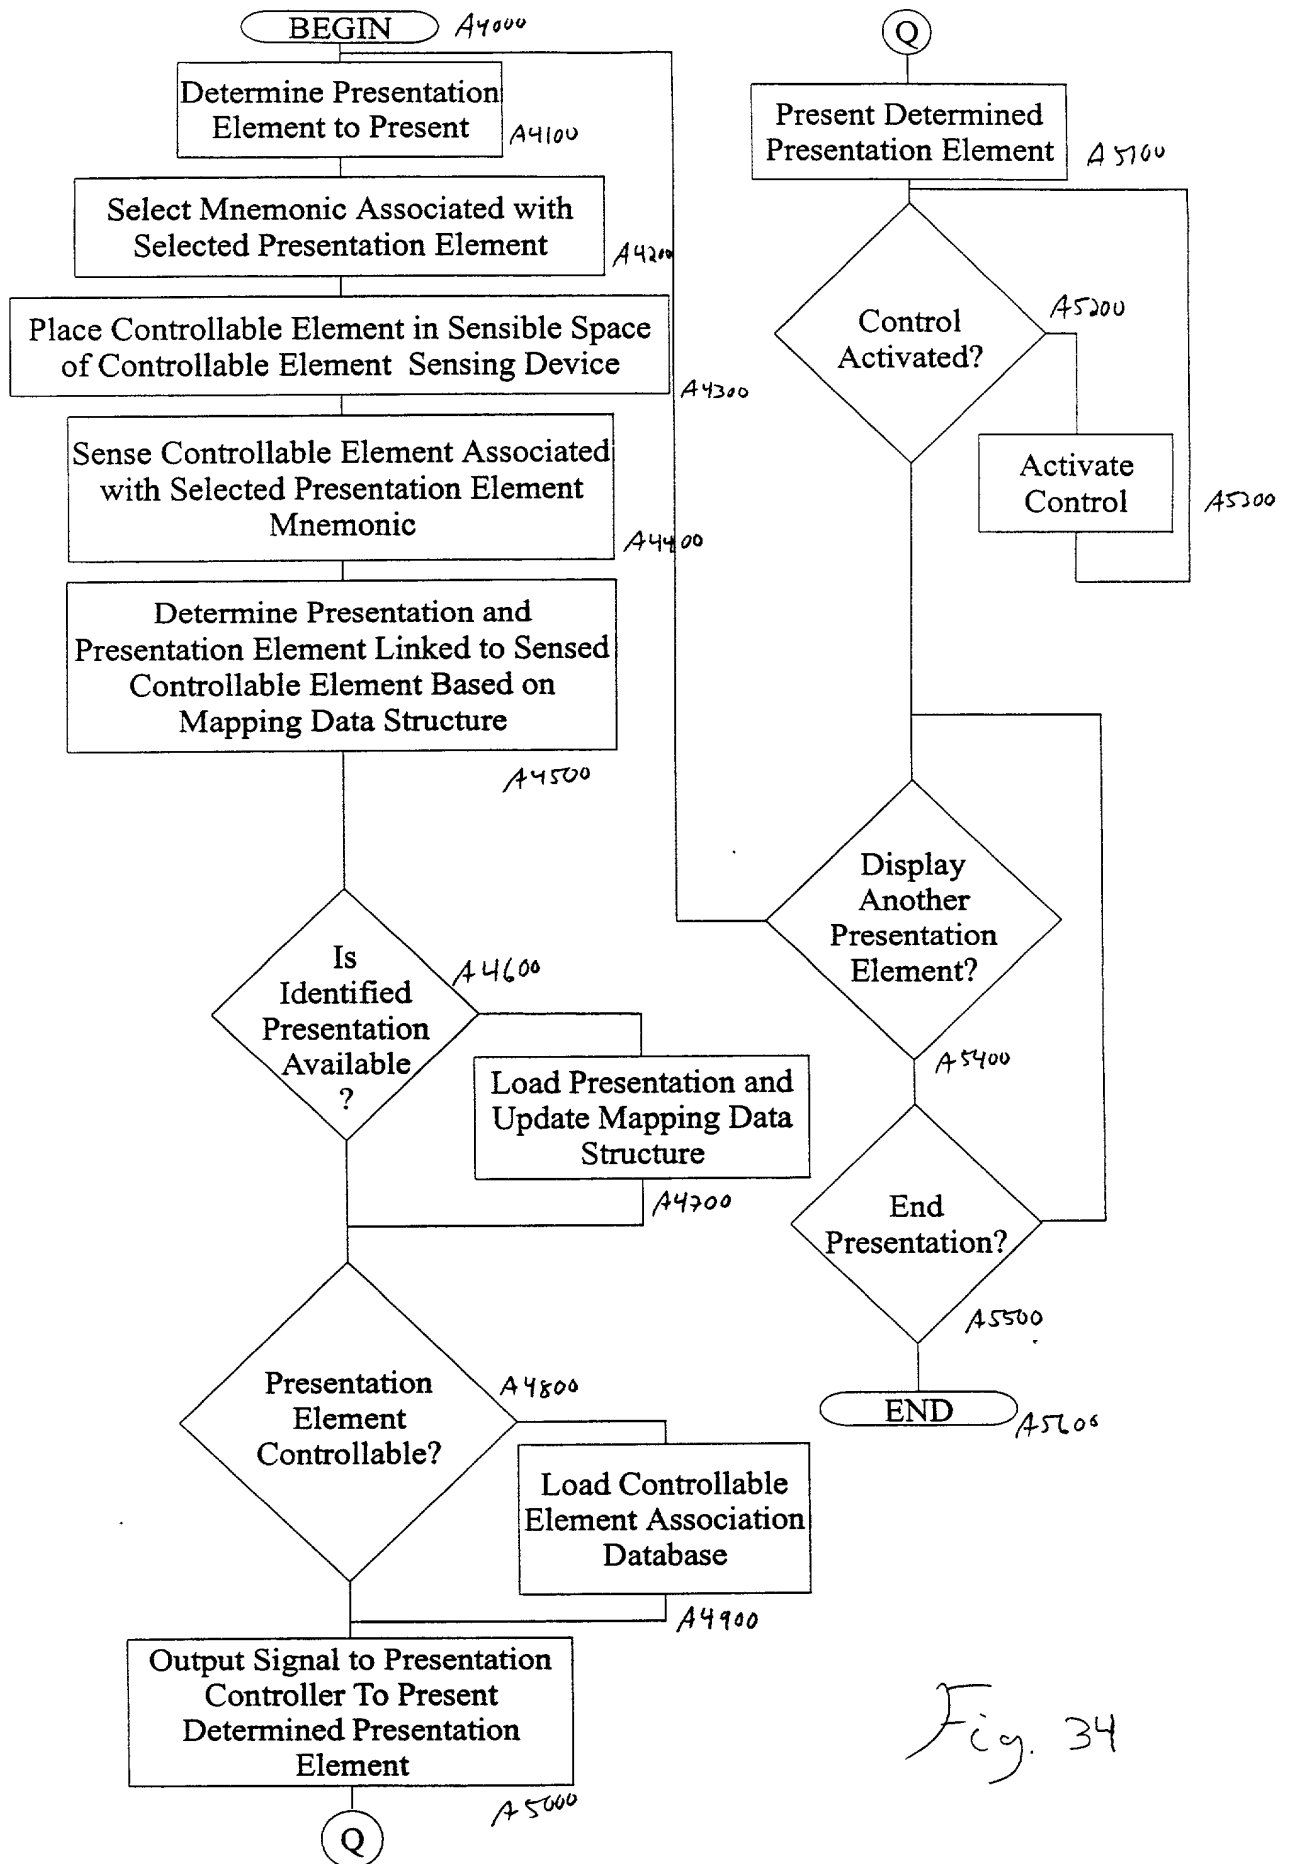 BEGIN A4000
Determine Presentation
Element to Present
A4100
Select Mnemonic Associated with
Selected Presentation Element
A4200
Place Controllable Element in Sensible Space
of Controllable Element Sensing Device
A4300
Sense Controllable Element Associated
with Selected Presentation Element
Mnemonic
A4400
Determine Presentation and
Presentation Element Linked to Sensed
Controllable Element Based on
Mapping Data Structure
A4500
Is
Identified
Presentation
Available
?
A4600
Load Presentation and
Update Mapping Data
Structure
A4700
Presentation
Element
Controllable?
A4800
Load Controllable
Element Association
Database
A4900
Output Signal to Presentation
Controller To Present
Determined Presentation
Element
A5000
Q
Q
Present Determined
Presentation Element
A5100
Control
Activated?
A5200
Activate
Control
A5300
Display
Another
Presentation
Element?
A5400
End
Presentation?
A5500
END
A5600
Fig. 34